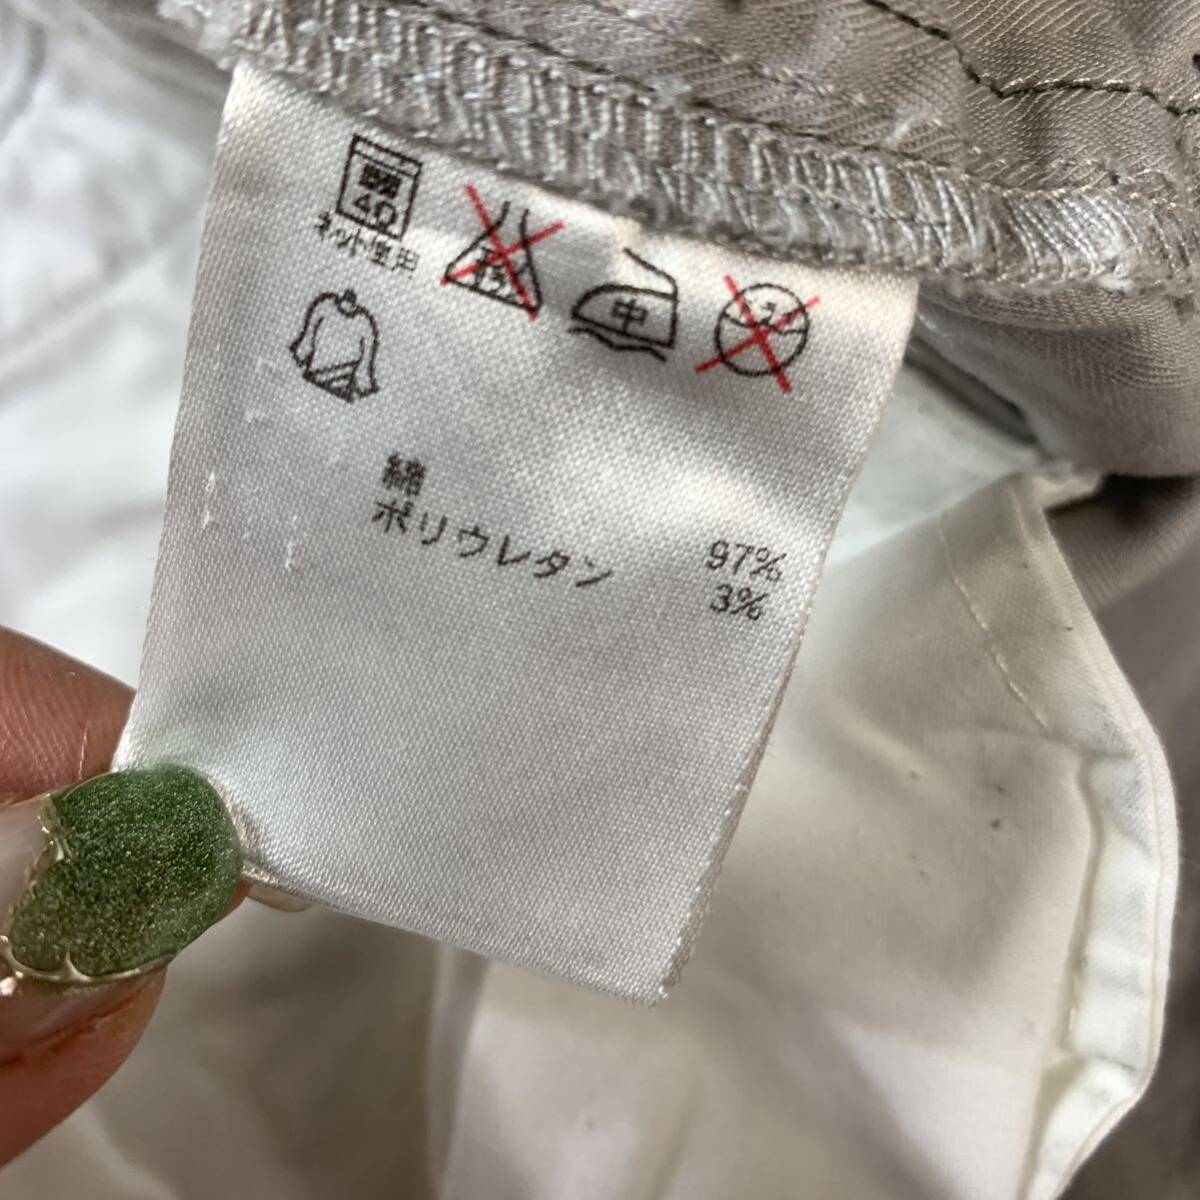 40
ネット使用
中
綿 97%
ポリウレタン 3%